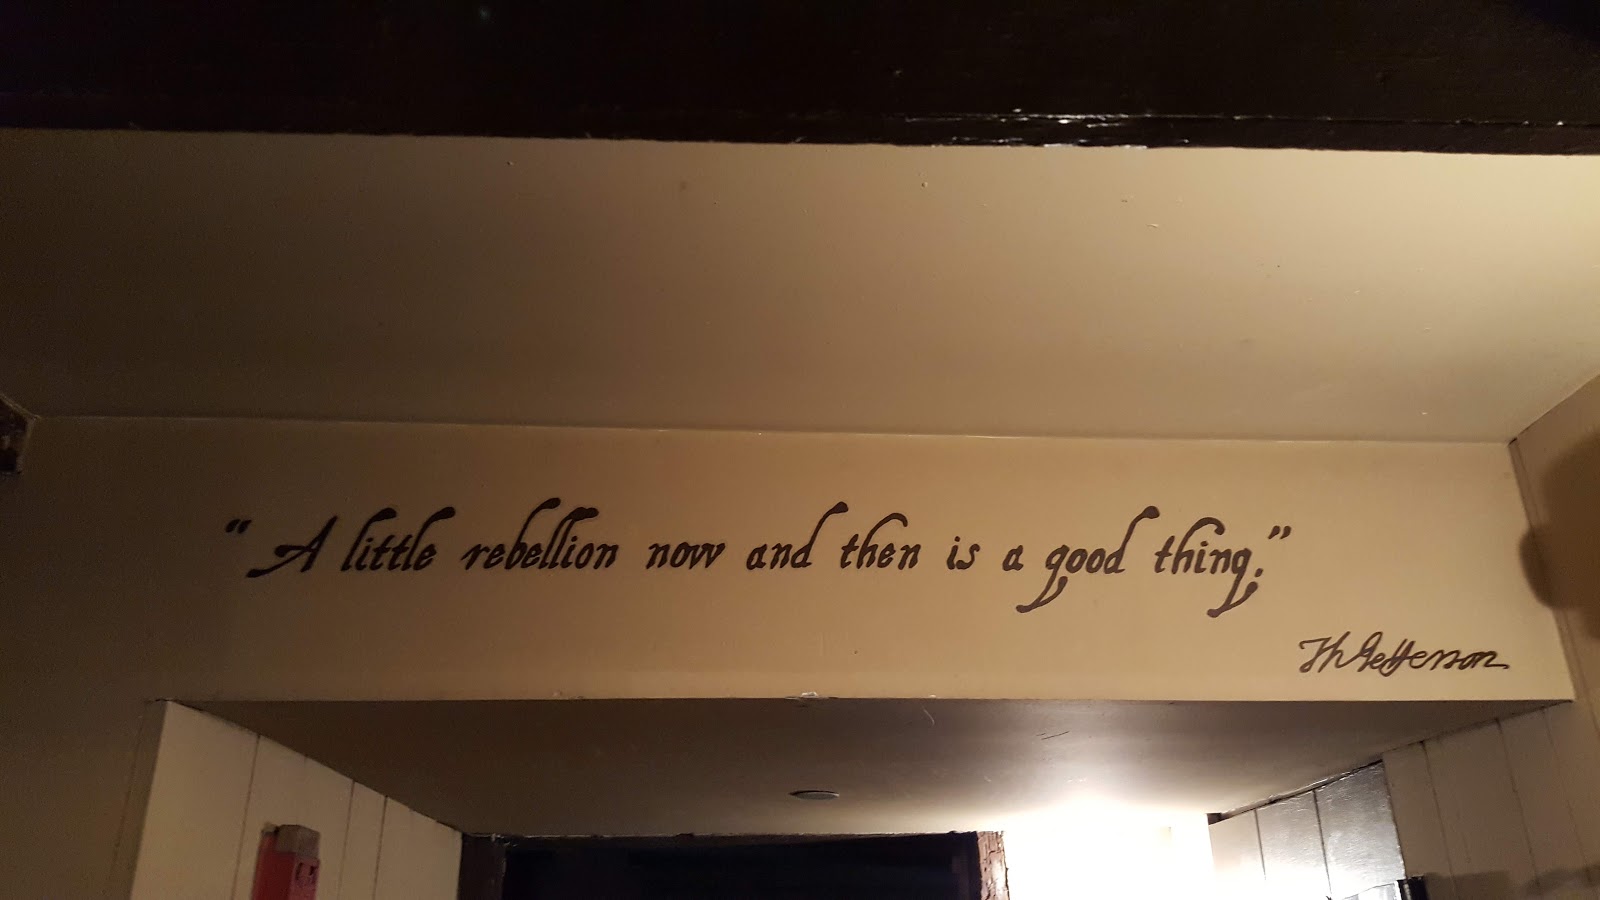 “A little rebellion now and then is a good thing.”
Th Jefferson